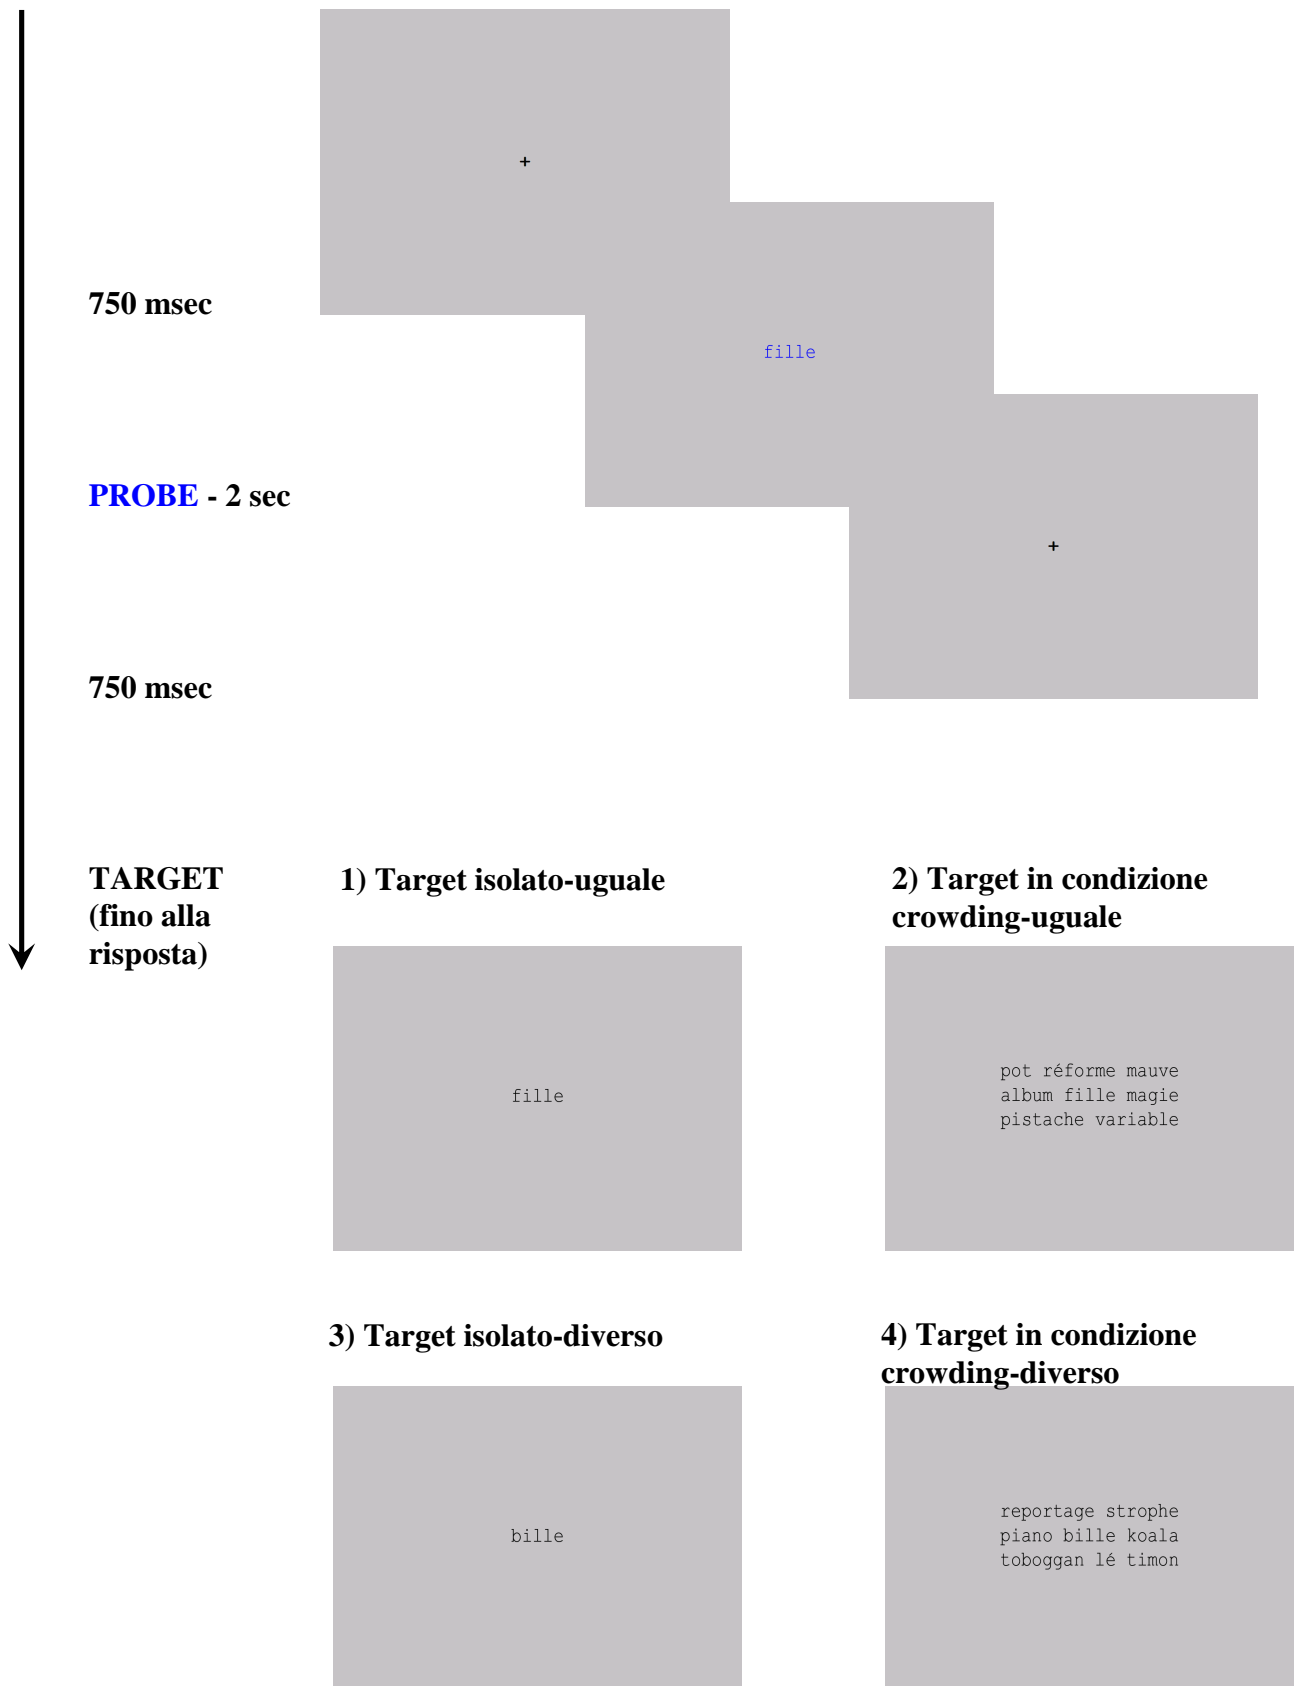 +
750 msec
fille
PROBE - 2 sec
+
750 msec
TARGET
(fino alla
risposta)
1) Target isolato-uguale
2) Target in condizione
crowding-uguale
fille
pot réforme mauve
album fille magie
pistache variable
3) Target isolato-diverso
4) Target in condizione
crowding-diverso
bille
reportage strophe
piano bille koala
toboggan lé timon